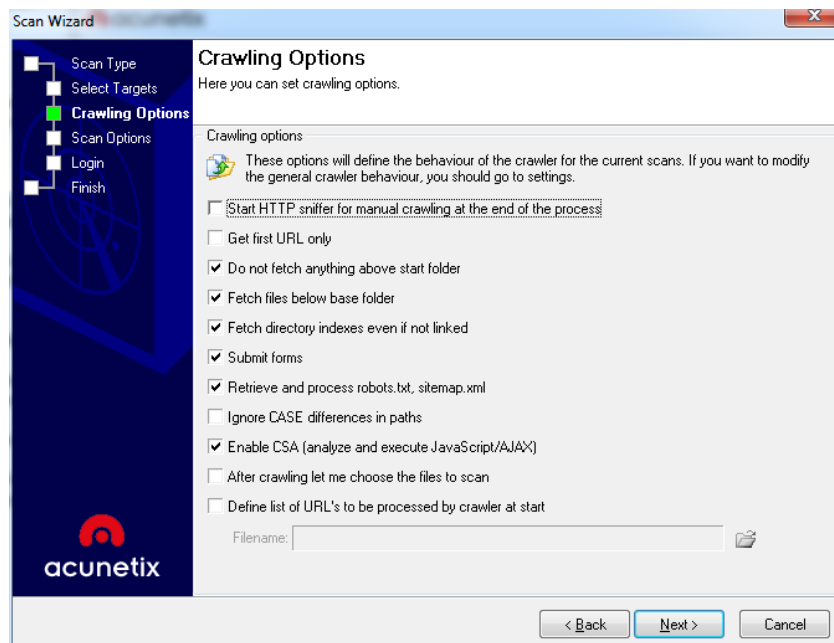 Scan Wizard
Scan Type
Select Targets
Crawling Options
Scan Options
Login
Finish
acunetix
Crawling Options
Here you can set crawling options.
Crawling options
These options will define the behaviour of the crawler for the current scans. If you want to modify
the general crawler behaviour, you should go to settings.
Start HTTP sniffer for manual crawling at the end of the process
Get first URL only
Do not fetch anything above start folder
Fetch files below base folder
Fetch directory indexes even if not linked
Submit forms
Retrieve and process robots.txt, sitemap.xml
Ignore CASE differences in paths
Enable CSA (analyze and execute JavaScript/AJAX)
After crawling let me choose the files to scan
Define list of URL's to be processed by crawler at start
Filename:
< Back
Next >
Cancel